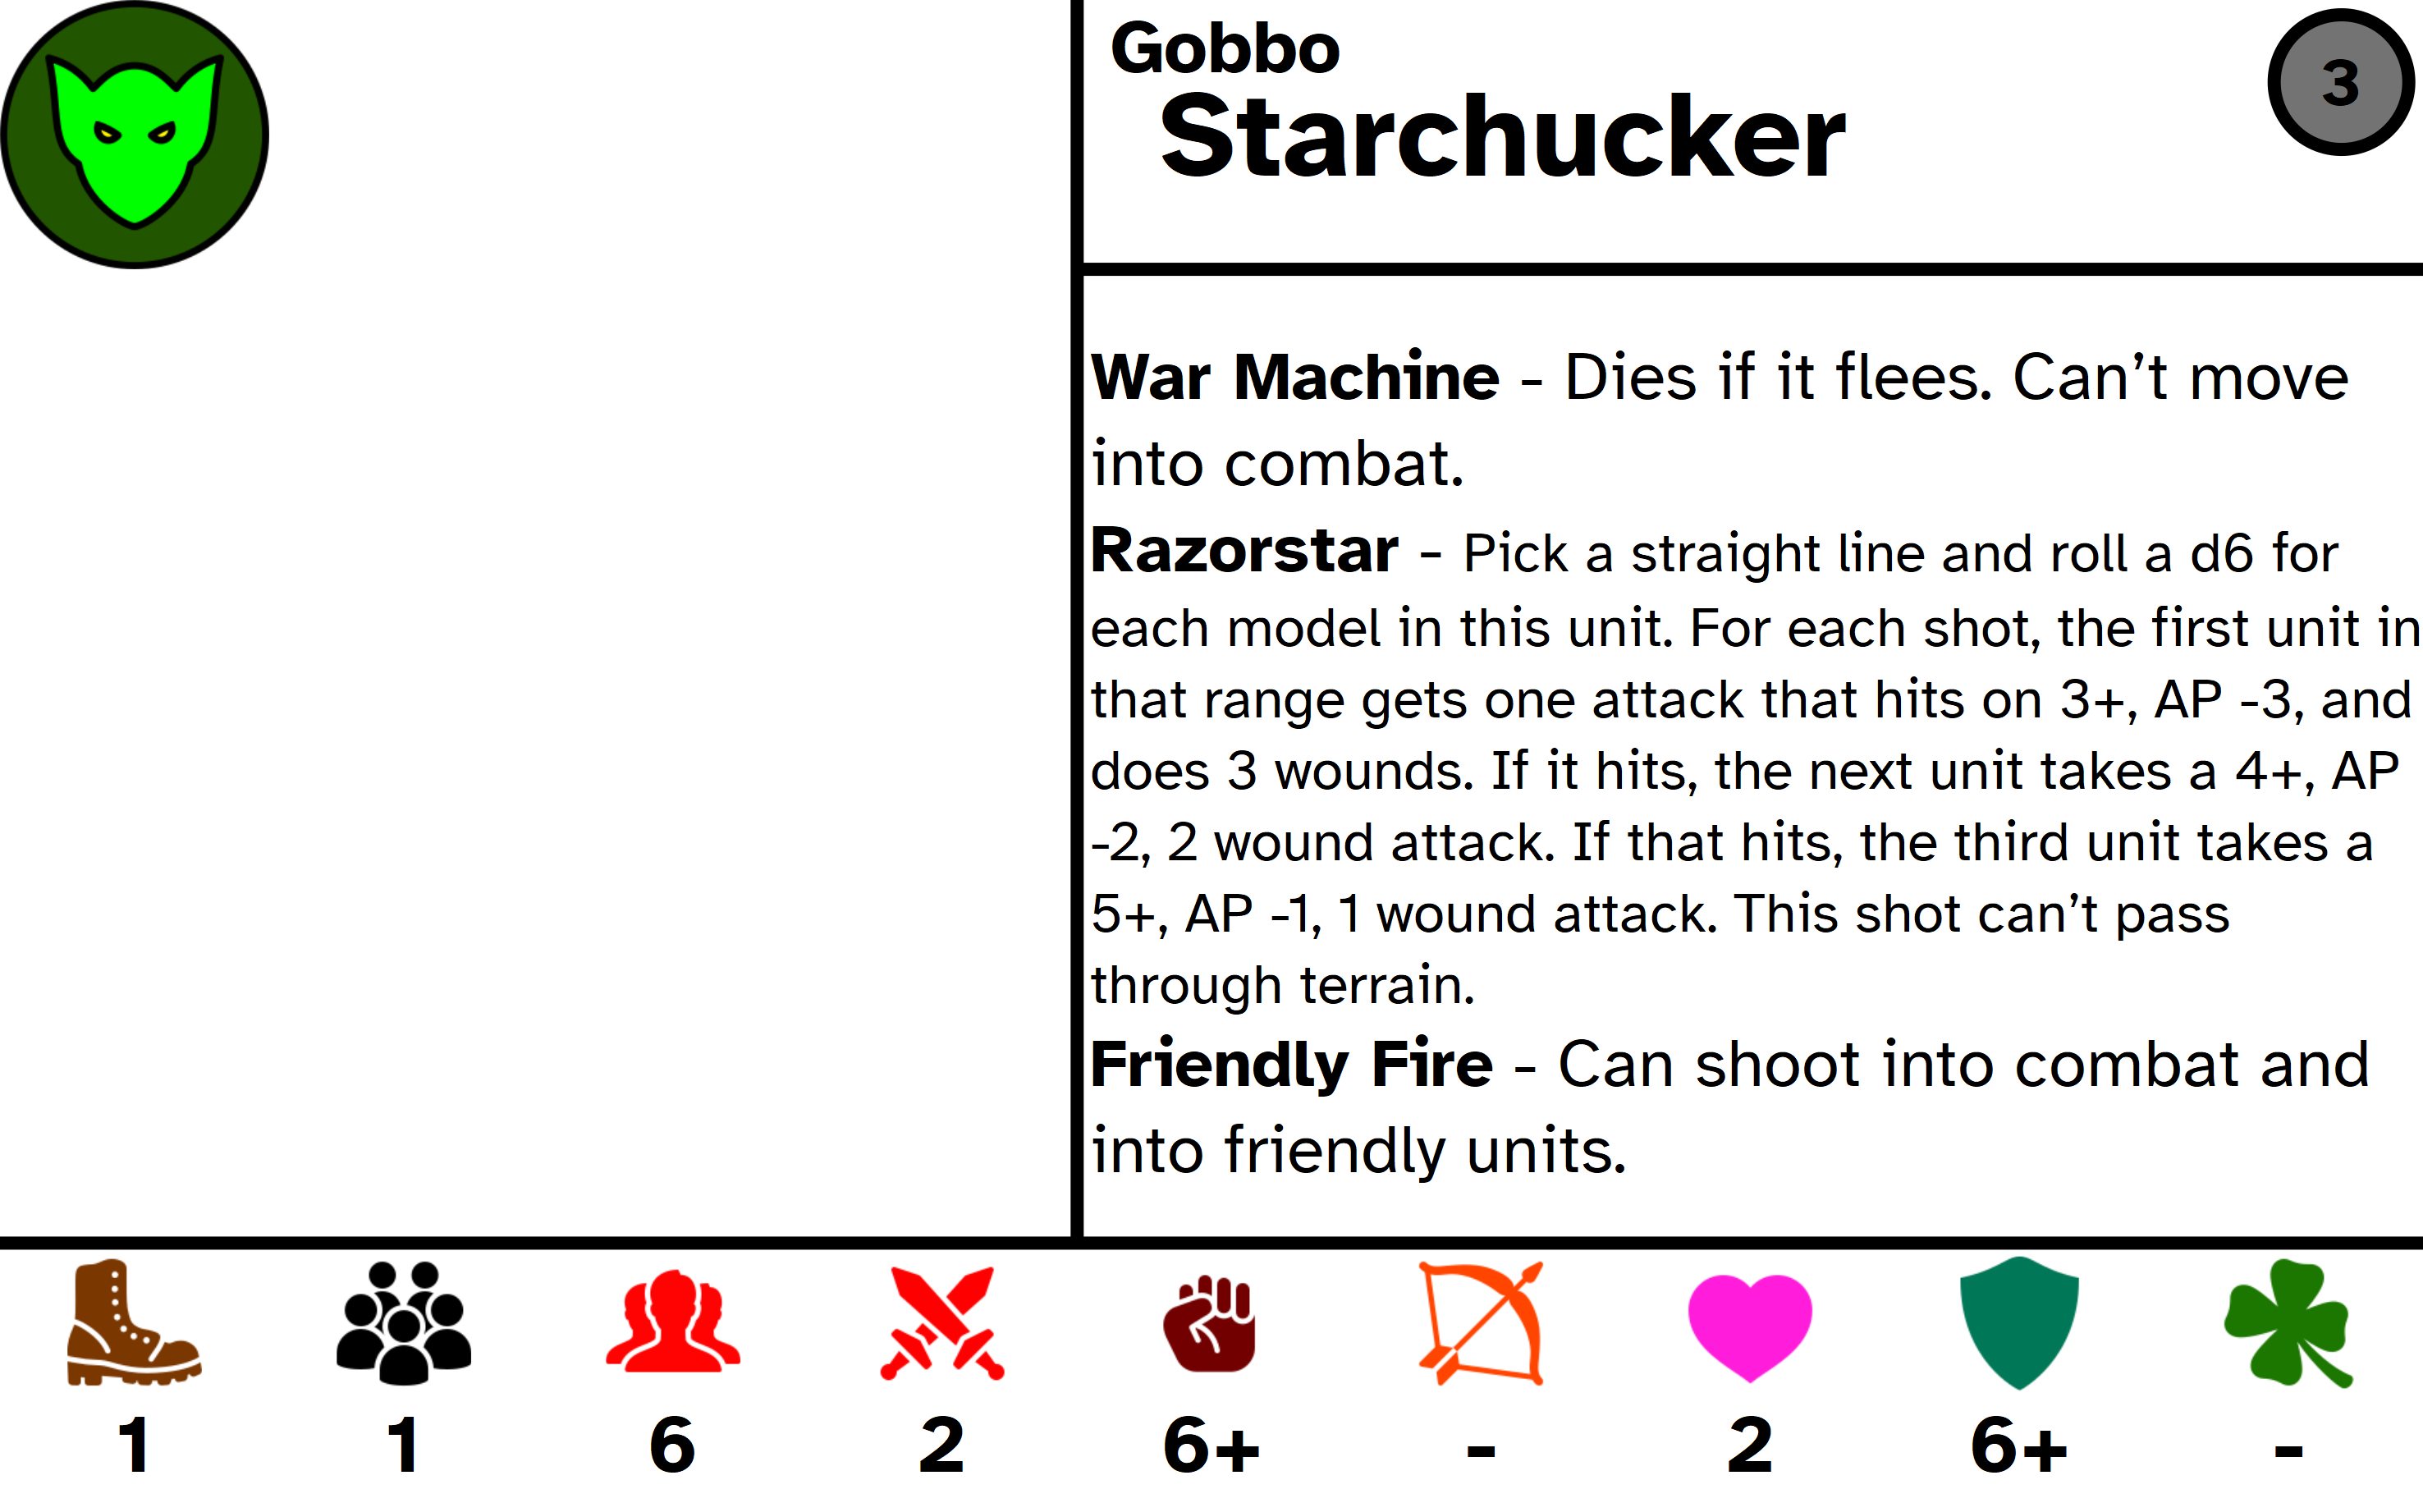 Gobbo
Starchucker
3
War Machine - Dies if it flees. Can’t move
into combat.
Razorstar - Pick a straight line and roll a d6 for
each model in this unit. For each shot, the first unit in
that range gets one attack that hits on 3+, AP -3, and
does 3 wounds. If it hits, the next unit takes a 4+, AP
-2, 2 wound attack. If that hits, the third unit takes a
5+, AP -1, 1 wound attack. This shot can’t pass
through terrain.
Friendly Fire - Can shoot into combat and
into friendly units.
1 1 6 2 6+ - 2 6+ -